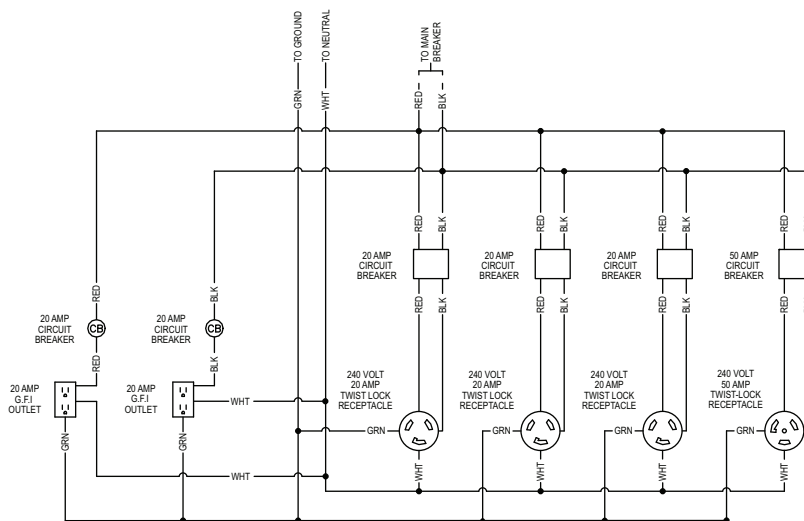 TO GROUND
TO NEUTRAL
TO MAIN
BREAKER
GRN
WHT
RED
BLK
RED
BLK
RED
BLK
RED
BLK
RED
20 AMP
CIRCUIT
BREAKER
20 AMP
CIRCUIT
BREAKER
20 AMP
CIRCUIT
BREAKER
50 AMP
CIRCUIT
BREAKER
RED
BLK
RED
BLK
RED
BLK
RED
BLK
RED
20 AMP
CIRCUIT
BREAKER
CB
20 AMP
CIRCUIT
BREAKER
CB
RED
BLK
20 AMP
G.F.I
OUTLET
20 AMP
G.F.I
OUTLET
240 VOLT
20 AMP
TWIST LOCK
RECEPTACLE
240 VOLT
20 AMP
TWIST LOCK
RECEPTACLE
240 VOLT
20 AMP
TWIST LOCK
RECEPTACLE
240 VOLT
50 AMP
TWIST-LOCK
RECEPTACLE
WHT
GRN
GRN
GRN
GRN
GRN
GRN
WHT
WHT
WHT
WHT
WHT